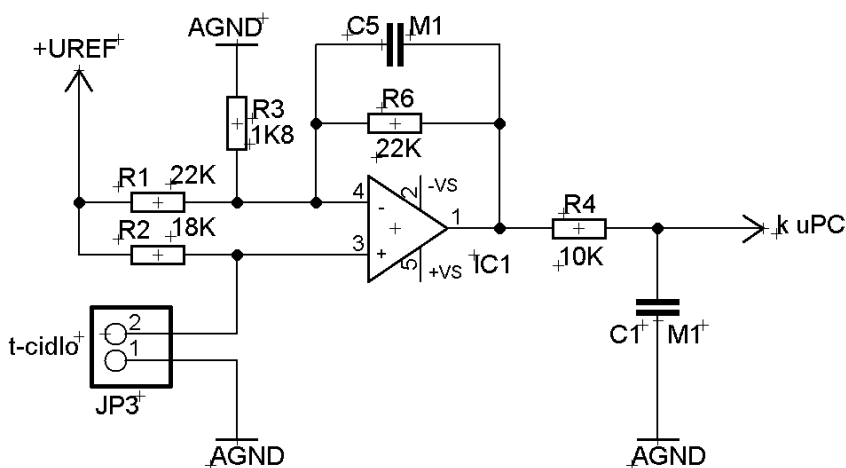 C5 M1
AGND
+UREF
R6
22K
R3
1K8
R1 22K
R2 18K
4 - 2 -VS
3 + 5 +VS
1
IC1
R4
10K
k uPC
t-cidlo
2
1
JP3
C1 M1
AGND
AGND